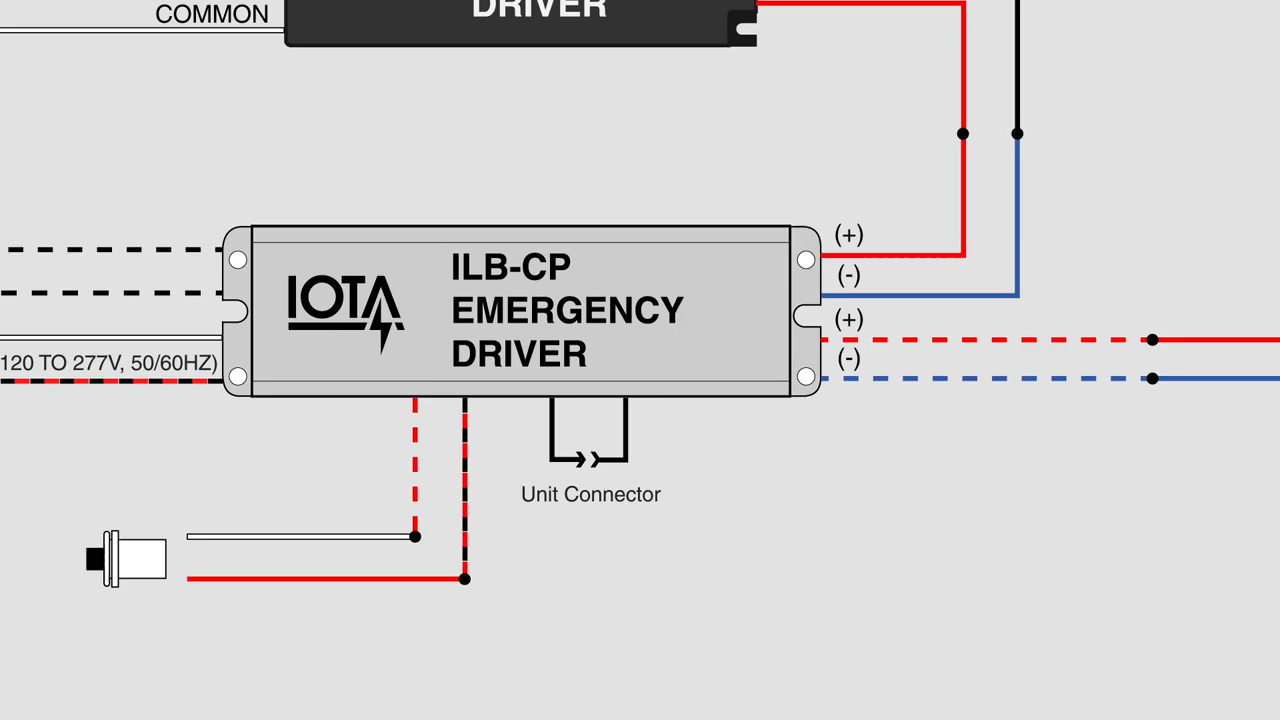 COMMON
DRIVER
(+)
(-)
(+)
(-)
IOTA
ILB-CP
EMERGENCY
DRIVER
120 TO 277V, 50/60HZ)
Unit Connector